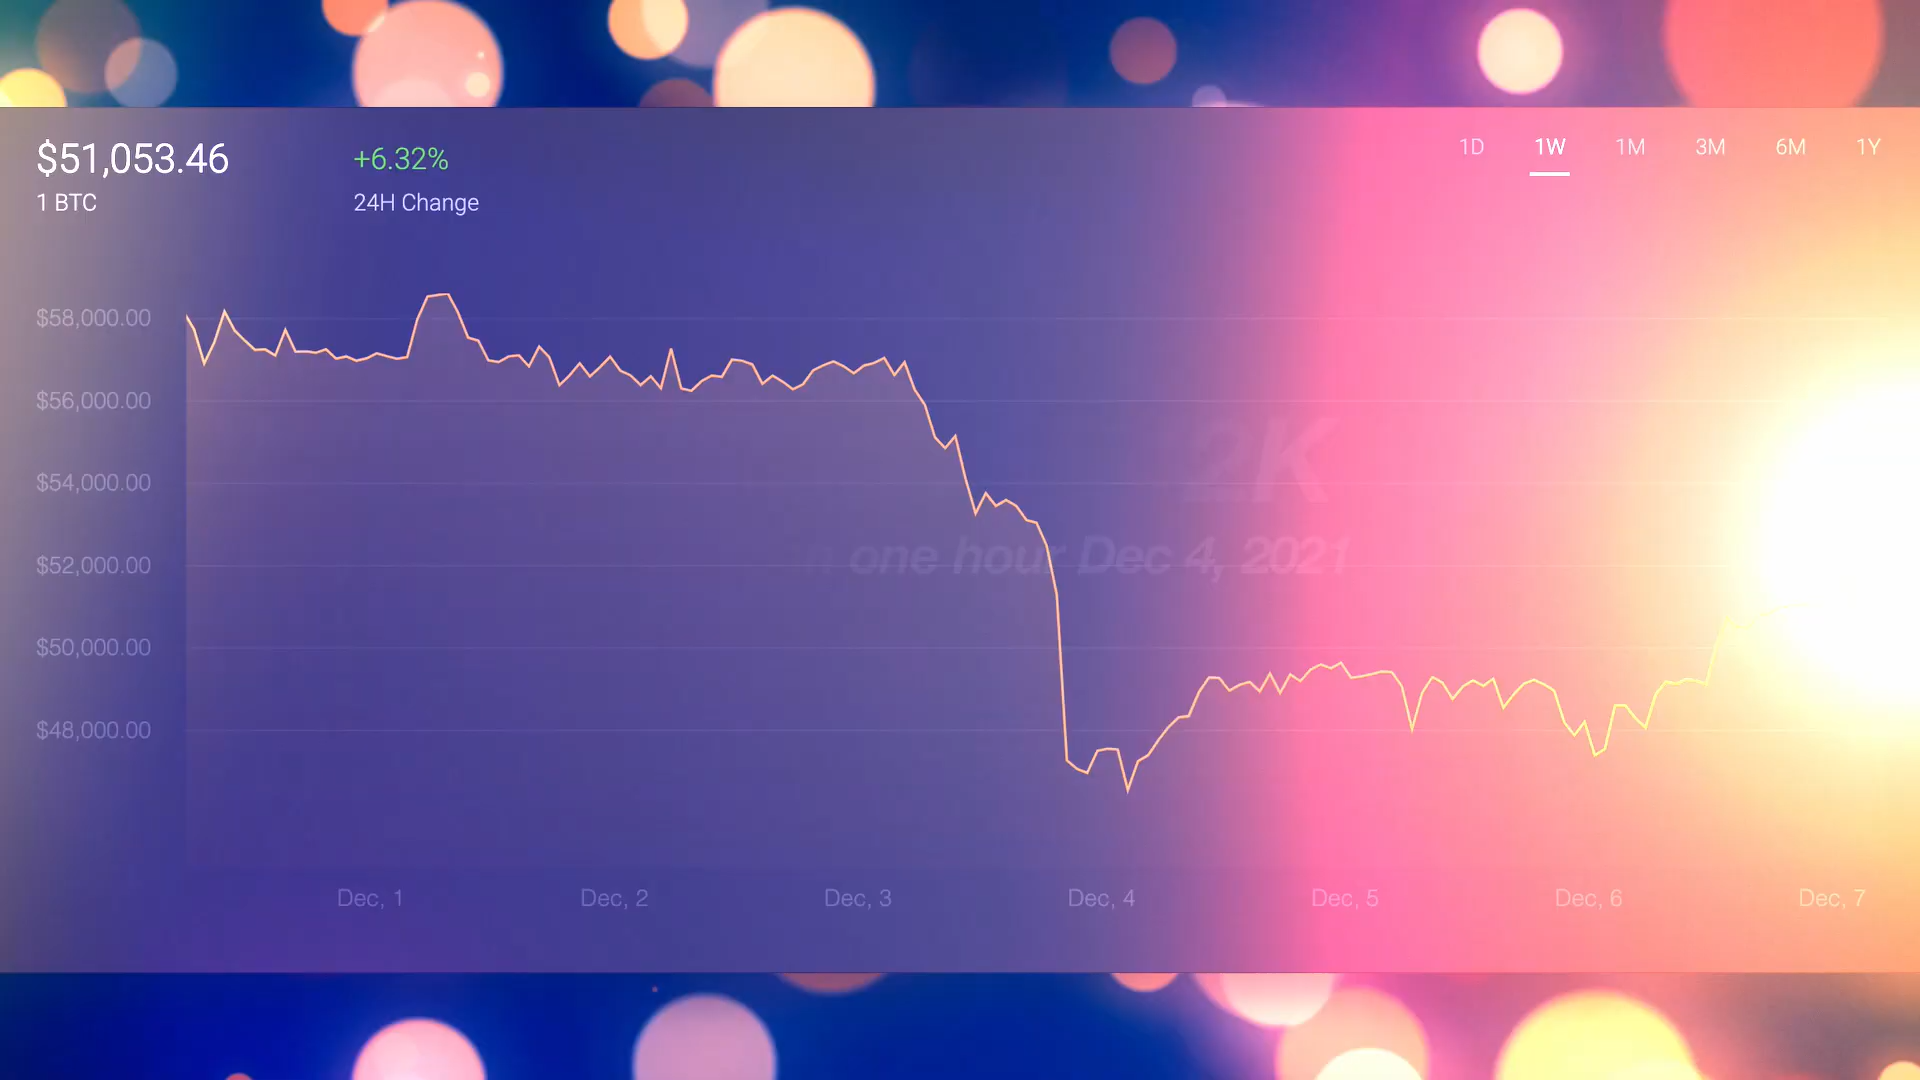 $51,053.46
+6.32%
1D 1W 1M 3M 6M 1Y
1 BTC
24H Change
$58,000.00
$56,000.00
2K
$54,000.00
in one hour Dec 4, 2021
$52,000.00
$50,000.00
$48,000.00
Dec, 1 Dec, 2 Dec, 3 Dec, 4 Dec, 5 Dec, 6 Dec, 7